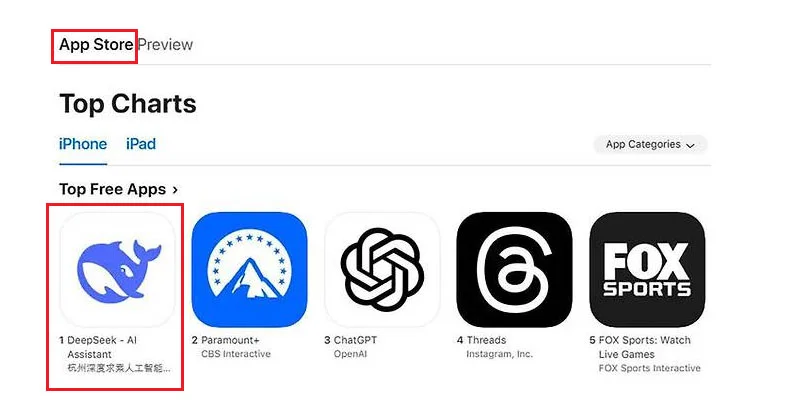 App Store Preview
Top Charts
iPhone iPad App Categories
Top Free Apps
FOX
SPORTS
1 DeepSeek - AI
Assistant
杭州深度求索人工智能...
2 Paramount+
CBS Interactive
3 ChatGPT
OpenAI
4 Threads
Instagram, Inc.
5 FOX Sports: Watch
Live Games
FOX Sports Interactive